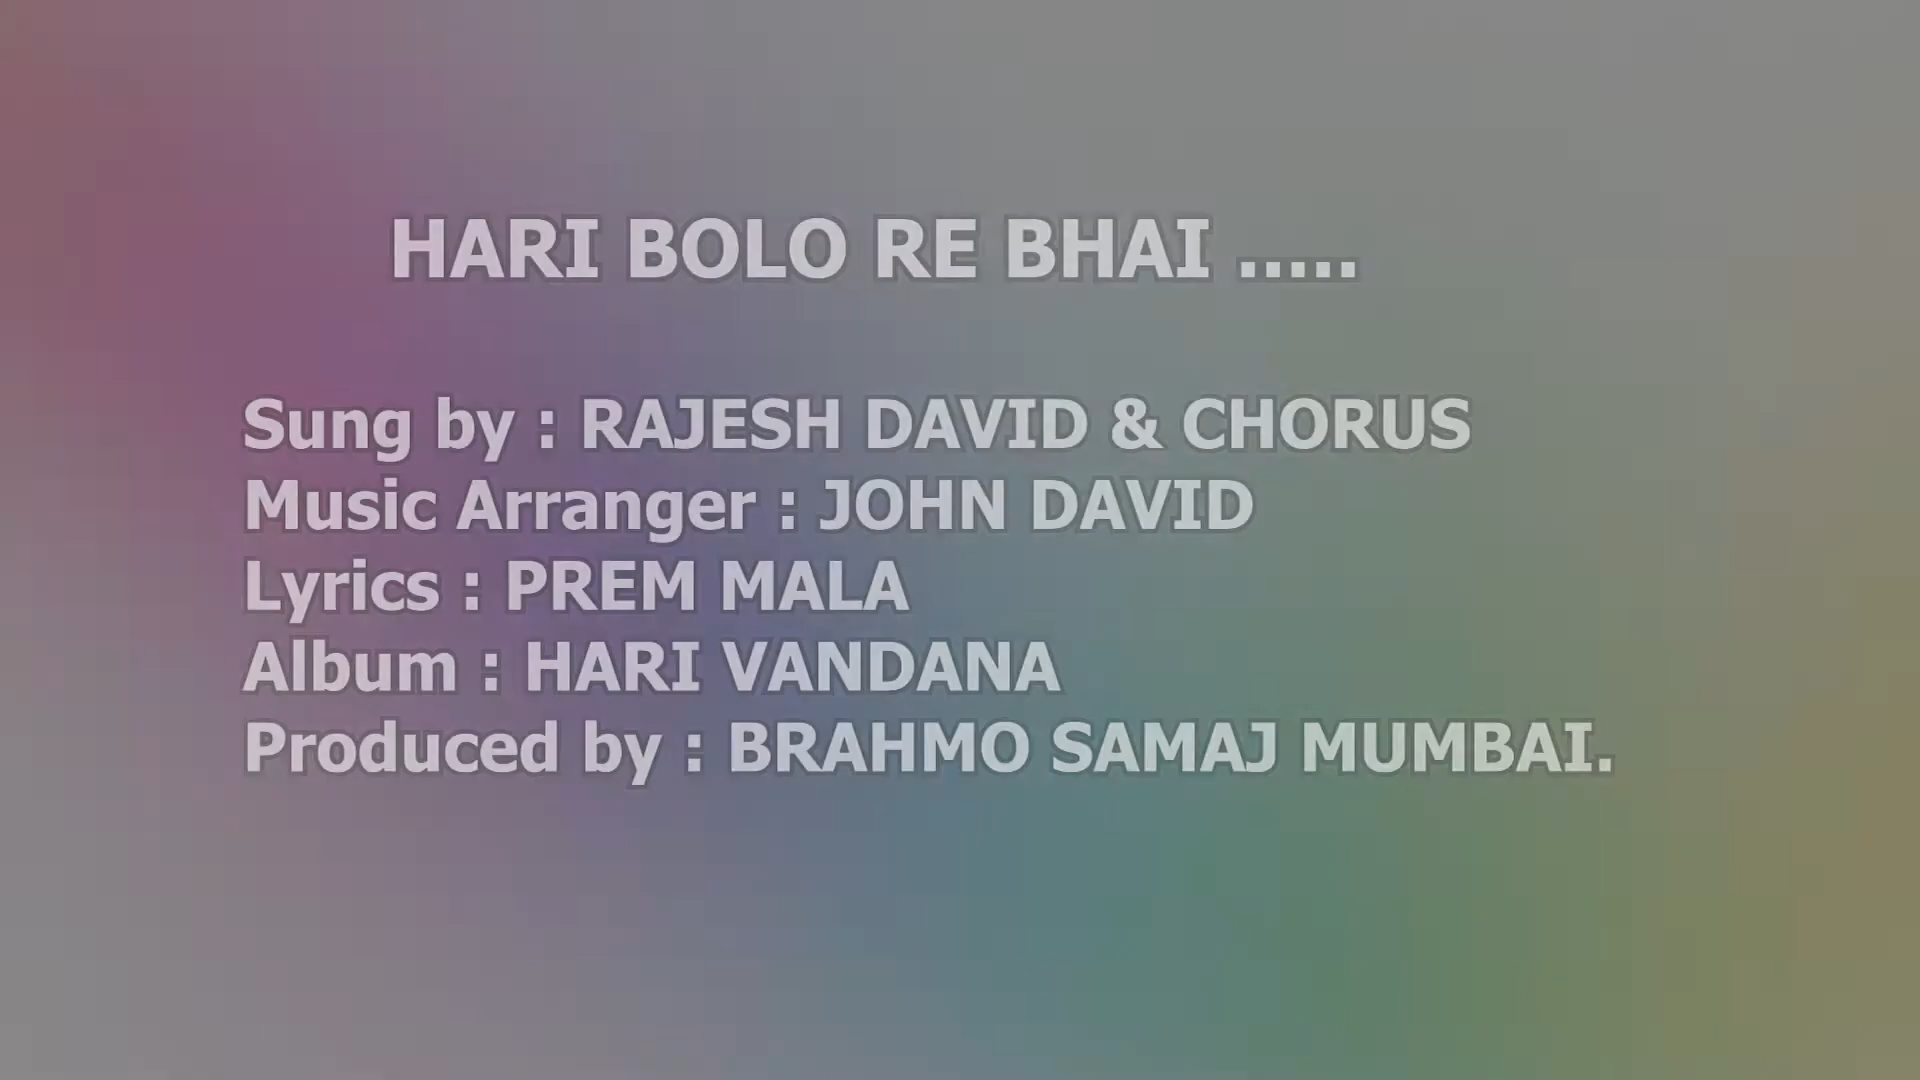 HARI BOLO RE BHAI .....
Sung by : RAJESH DAVID & CHORUS
Music Arranger : JOHN DAVID
Lyrics : PREM MALA
Album : HARI VANDANA
Produced by : BRAHMO SAMAJ MUMBAI.